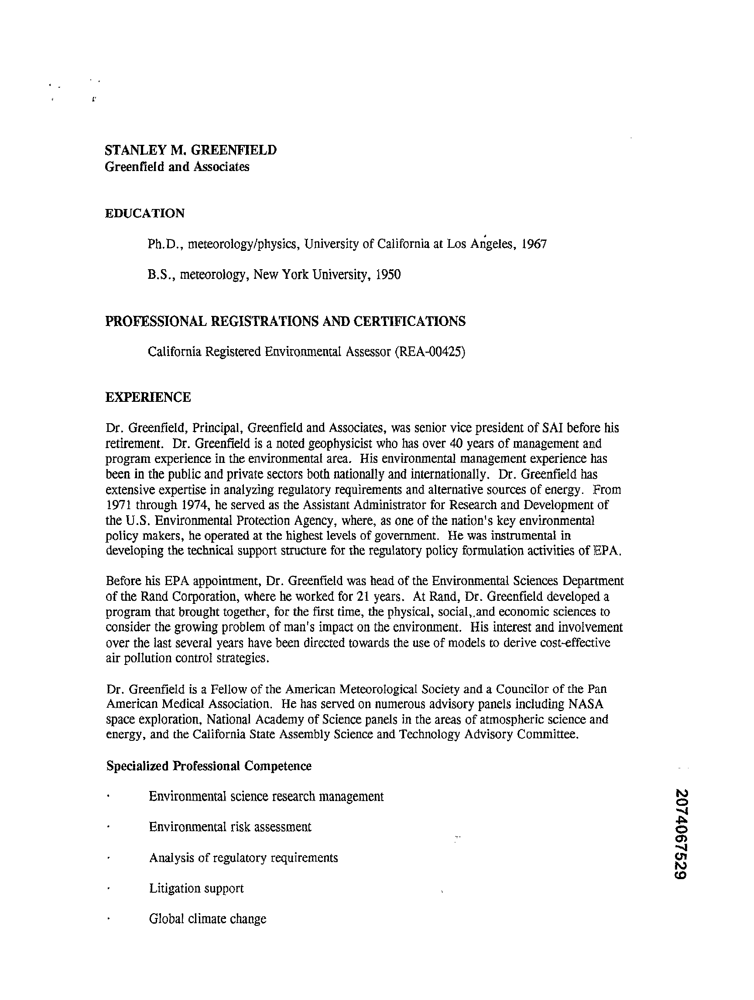 STANLEY M. GREENFIELD
Greenfield and Associates
EDUCATION
Ph.D., meteorology/physics, University of California at Los Angeles, 1967
B.S., meteorology, New York University, 1950
PROFESSIONAL REGISTRATIONS AND CERTIFICATIONS
California Registered Environmental Assessor (REA-00425)
EXPERIENCE
Dr. Greenfield, Principal, Greenfield and Associates, was senior vice president of SAI before his
retirement. Dr. Greenfield is a noted geophysicist who has over 40 years of management and
program experience in the environmental area. His environmental management experience has
been in the public and private sectors both nationally and internationally. Dr. Greenfield has
extensive expertise in analyzing regulatory requirements and alternative sources of energy. From
1971 through 1974, he served as the Assistant Administrator for Research and Development of
the U.S. Environmental Protection Agency, where, as one of the nation's key environmental
policy makers, he operated at the highest levels of government. He was instrumental in
developing the technical support structure for the regulatory policy formulation activities of EPA.
Before his EPA appointment, Dr. Greenfield was head of the Environmental Sciences Department
of the Rand Corporation, where he worked for 21 years. At Rand, Dr. Greenfield developed a
program that brought together, for the first time, the physical, social, and economic sciences to
consider the growing problem of man's impact on the environment. His interest and involvement
over the last several years have been directed towards the use of models to derive cost-effective
air pollution control strategies.
Dr. Greenfield is a Fellow of the American Meteorological Society and a Councilor of the Pan
American Medical Association. He has served on numerous advisory panels including NASA
space exploration, National Academy of Science panels in the areas of atmospheric science and
energy, and the California State Assembly Science and Technology Advisory Committee.
Specialized Professional Competence
· Environmental science research management
· Environmental risk assessment
· Analysis of regulatory requirements
· Litigation support
· Global climate change
2074067529